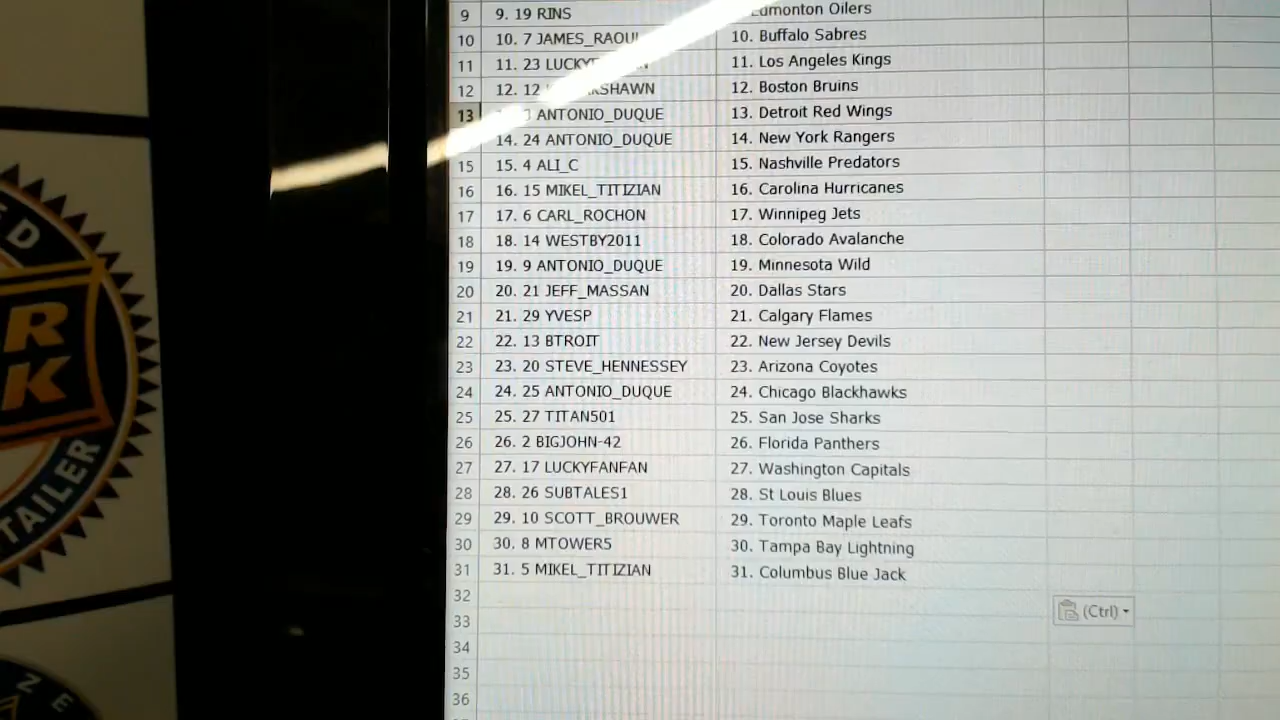 9 9. 19 RINS Edmonton Oilers
10 10. 7 10. Buffalo Sabres
11 11. 23 11. Los Angeles Kings
12 12. 12 12. Boston Bruins
13 ANTONIO_DUQUE 13. Detroit Red Wings
14. 24 ANTONIO_DUQUE 14. New York Rangers
15 15. 4 ALI_C 15. Nashville Predators
16 16. 15 MIKEL_TITIZIAN 16. Carolina Hurricanes
17 17. 6 CARL_ROCHON 17. Winnipeg Jets
18 18. 14 WESTBY2011 18. Colorado Avalanche
19 19. 9 ANTONIO_DUQUE 19. Minnesota Wild
20 20. 21 JEFF_MASSAN 20. Dallas Stars
21 21. 29 YVESP 21. Calgary Flames
22 22. 13 BTROIT 22. New Jersey Devils
23 23. 20 STEVE_HENNESSEY 23. Arizona Coyotes
24 24. 25 ANTONIO_DUQUE 24. Chicago Blackhawks
25 25. 27 TITAN501 25. San Jose Sharks
26 26. 2 BIGJOHN-42 26. Florida Panthers
27 27. 17 LUCKYFANFAN 27. Washington Capitals
28 28. 26 SUBTALES1 28. St Louis Blues
29 29. 10 SCOTT_BROUWER 29. Toronto Maple Leafs
30 30. 8 MTOWER5 30. Tampa Bay Lightning
31 31. 5 MIKEL_TITIZIAN 31. Columbus Blue Jack
32
33 (Ctrl)
34
35
36